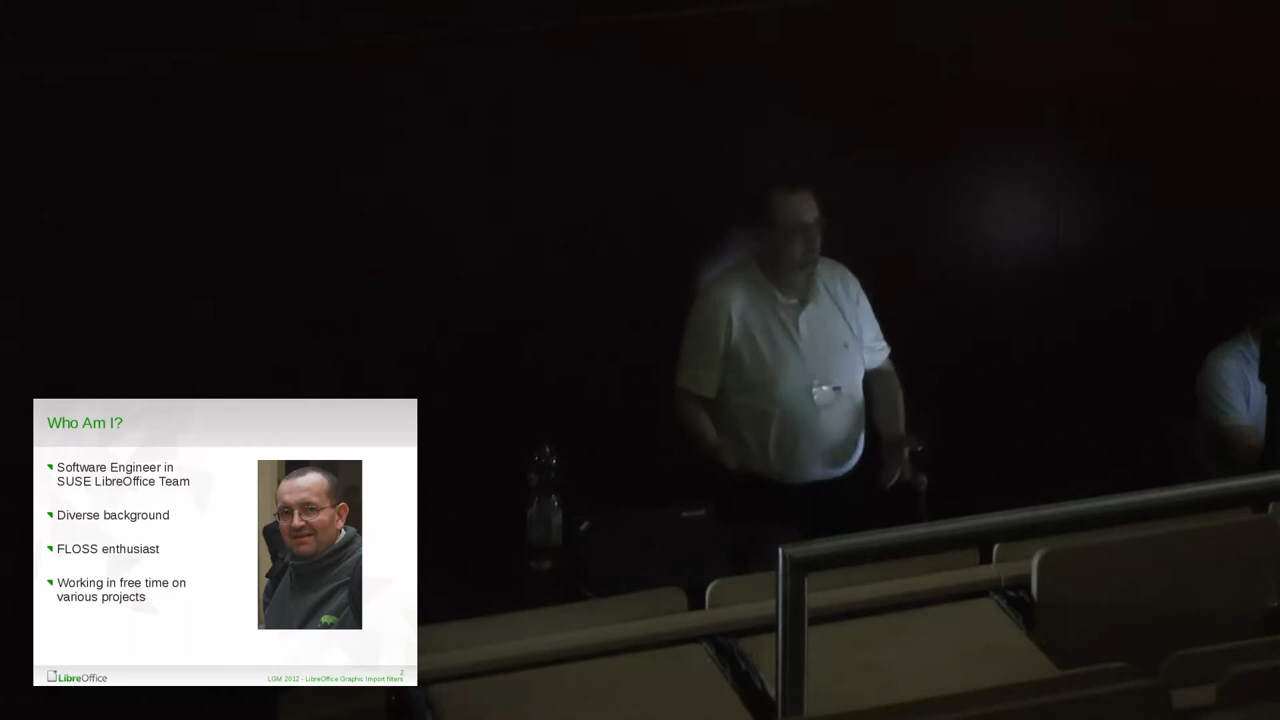 Who Am I?
Software Engineer in
SUSE LibreOffice Team
Diverse background
FLOSS enthusiast
Working in free time on
various projects
LibreOffice
2
LGM 2012 - LibreOffice Graphic Import filters